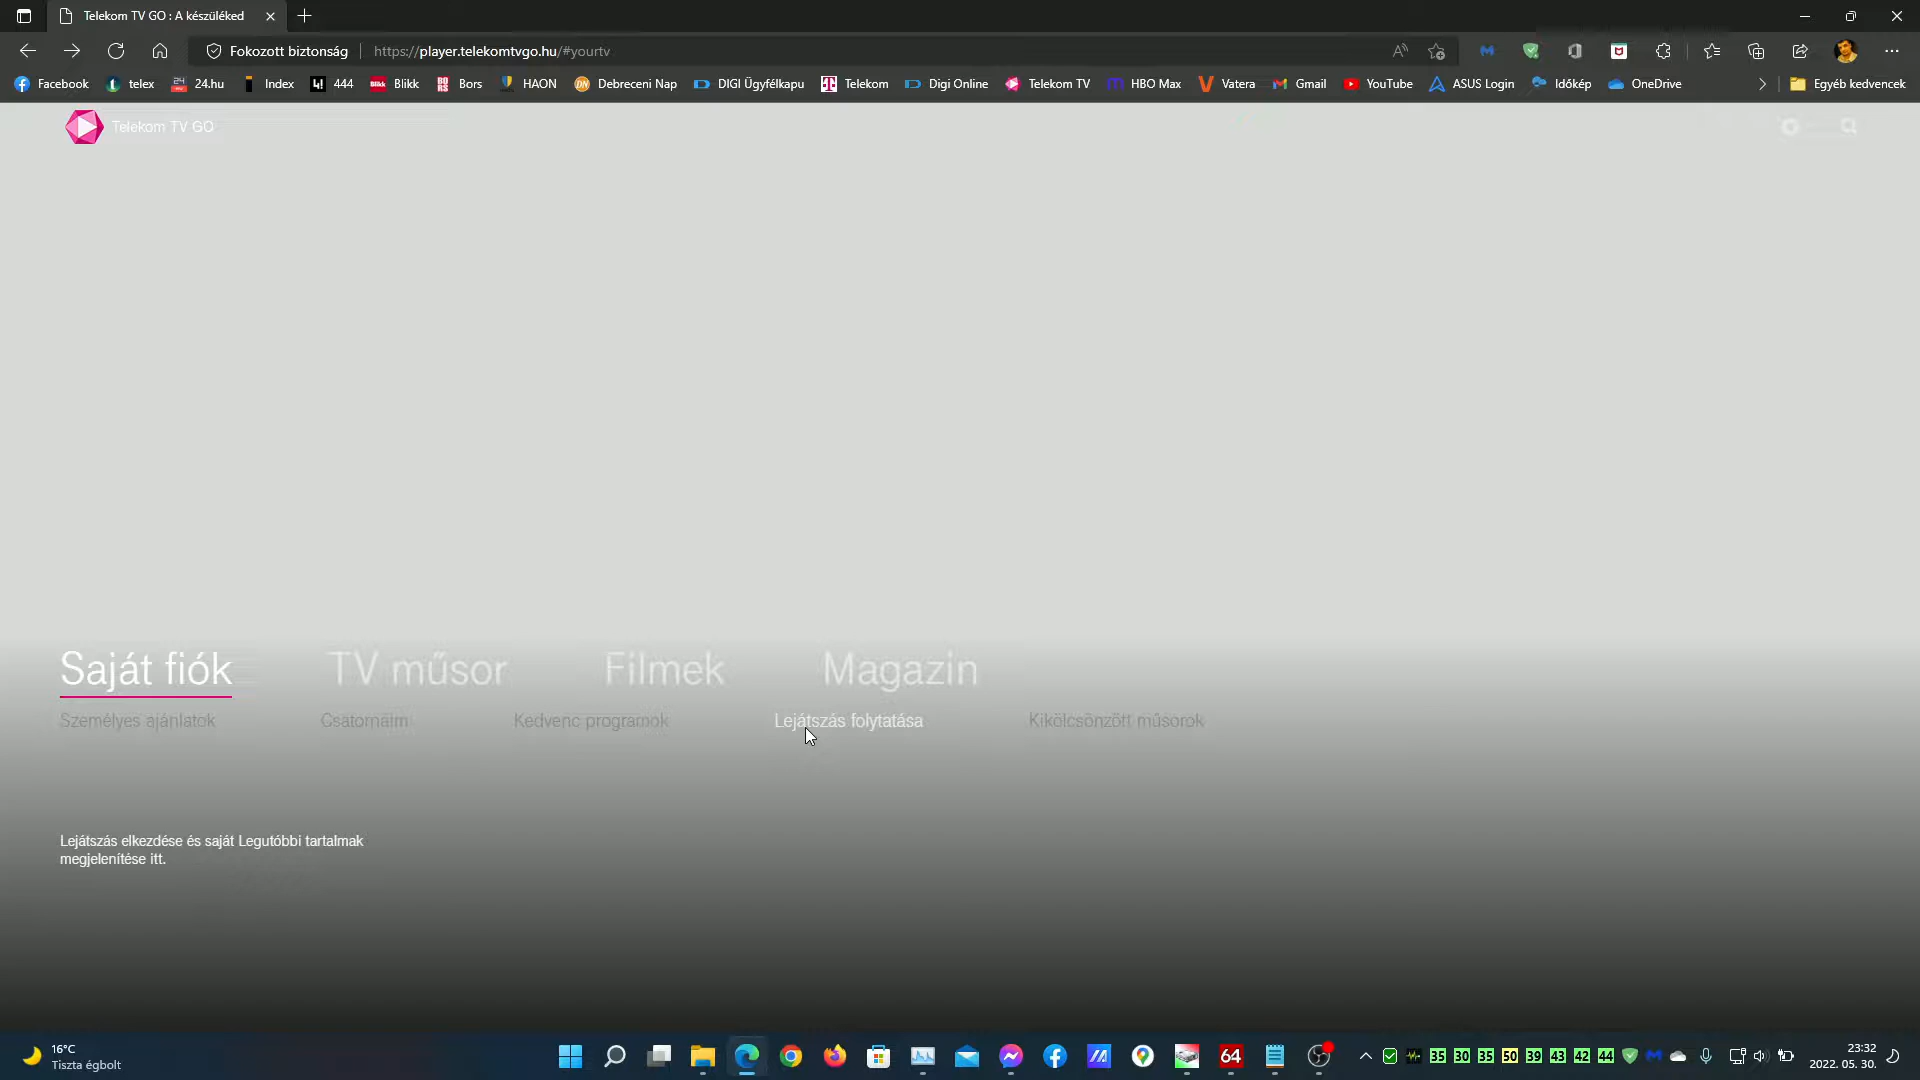 Telekom TV GO : A készüléked
Fokozott biztonság
https://player.telekomtvgo.hu/#yourtv
Facebook telex 24.hu Index 444 Blikk Bors HAON Debreceni Nap DIGI Ügyfélkapu Telekom Digi Online Telekom TV HBO Max Vatera Gmail YouTube ASUS Login Időkép OneDrive Egyéb kedvencek
Telekom TV GO
Saját fiók TV műsor Filmek Magazin
Személyes ajánlatok Csatornáim Kedvenc programok Lejátszás folytatása Kikölcsönzött műsorok
Lejátszás elkezdése és saját Legutóbbi tartalmak
megjelenítése itt.
16°C
Tiszta égbolt
64
35 30 35 50 39 43 42 44
23:32
2022. 05. 30.